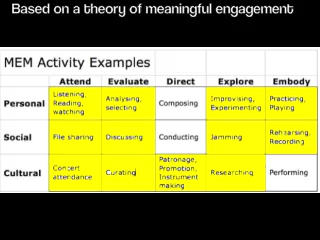 Based on a theory of meaningful engagement
MEM Activity Examples
Attend Evaluate Direct Explore Embody
Personal Listening, Reading, watching Analysing, selecting Composing Improvising, Experimenting Practicing, Playing
Social File sharing Discussing Conducting Jamming Rehearsing, Recording
Cultural Concert attendance Curating Patronage, Promotion, Instrument making Researching Performing